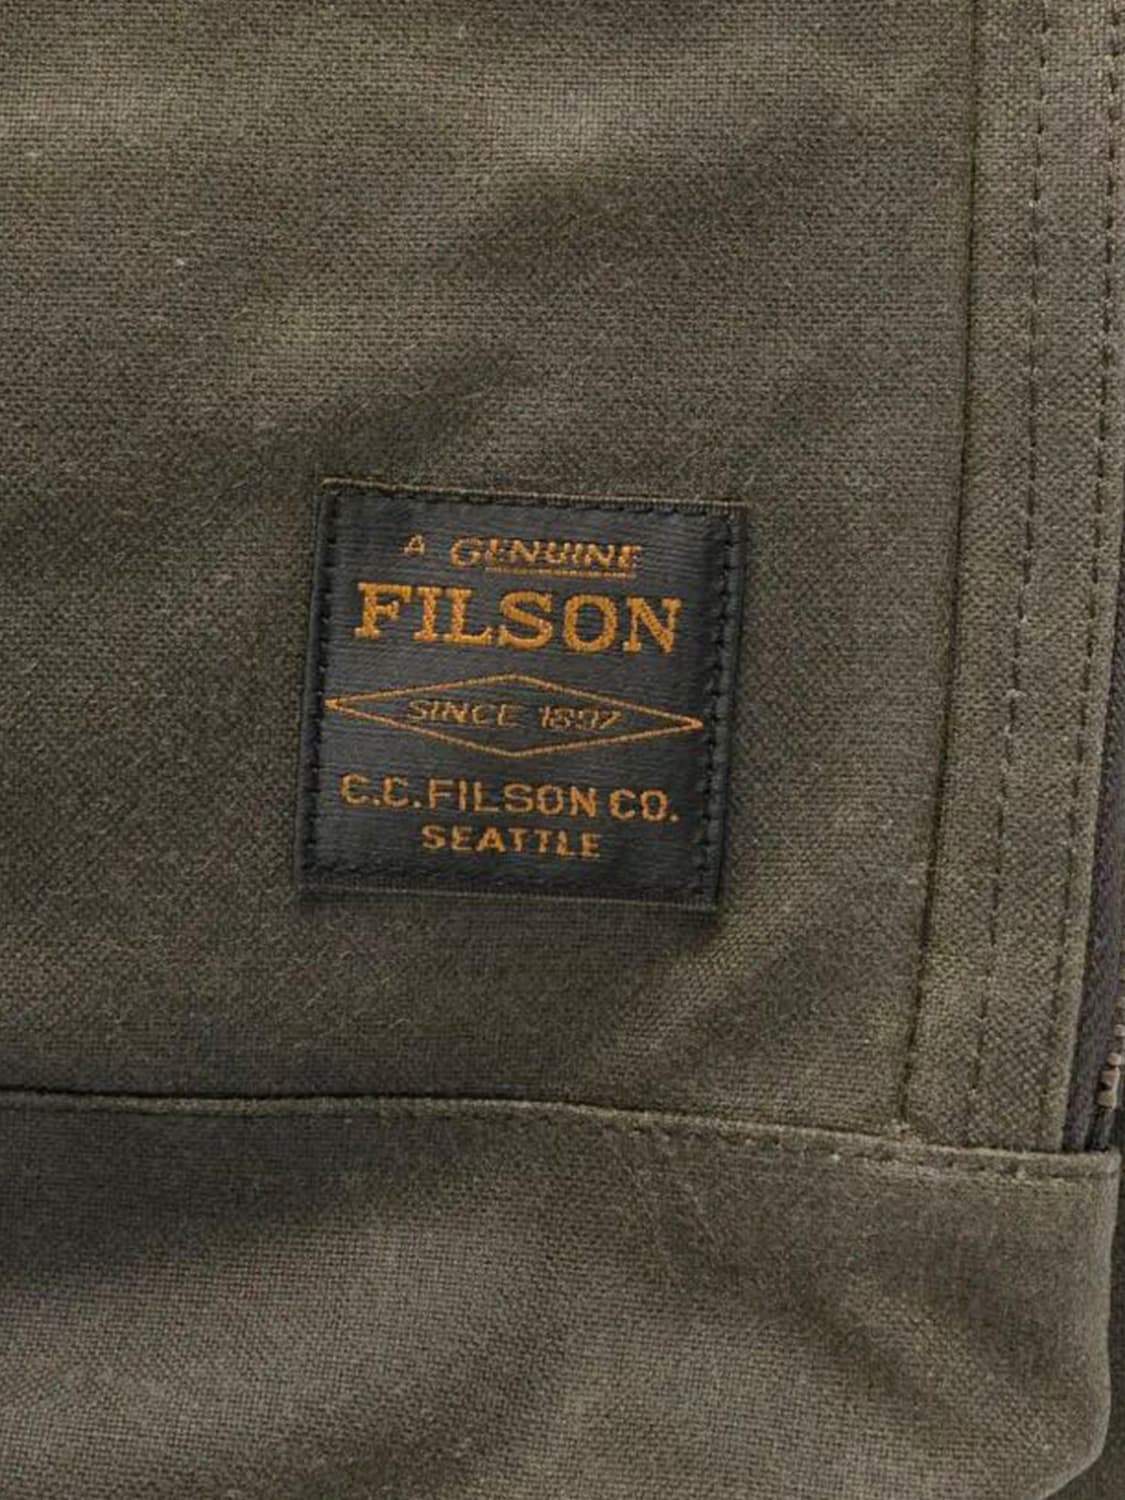 A GENUINE
FILSON
SINCE 1897
C.C.FILSON CO.
SEATTLE